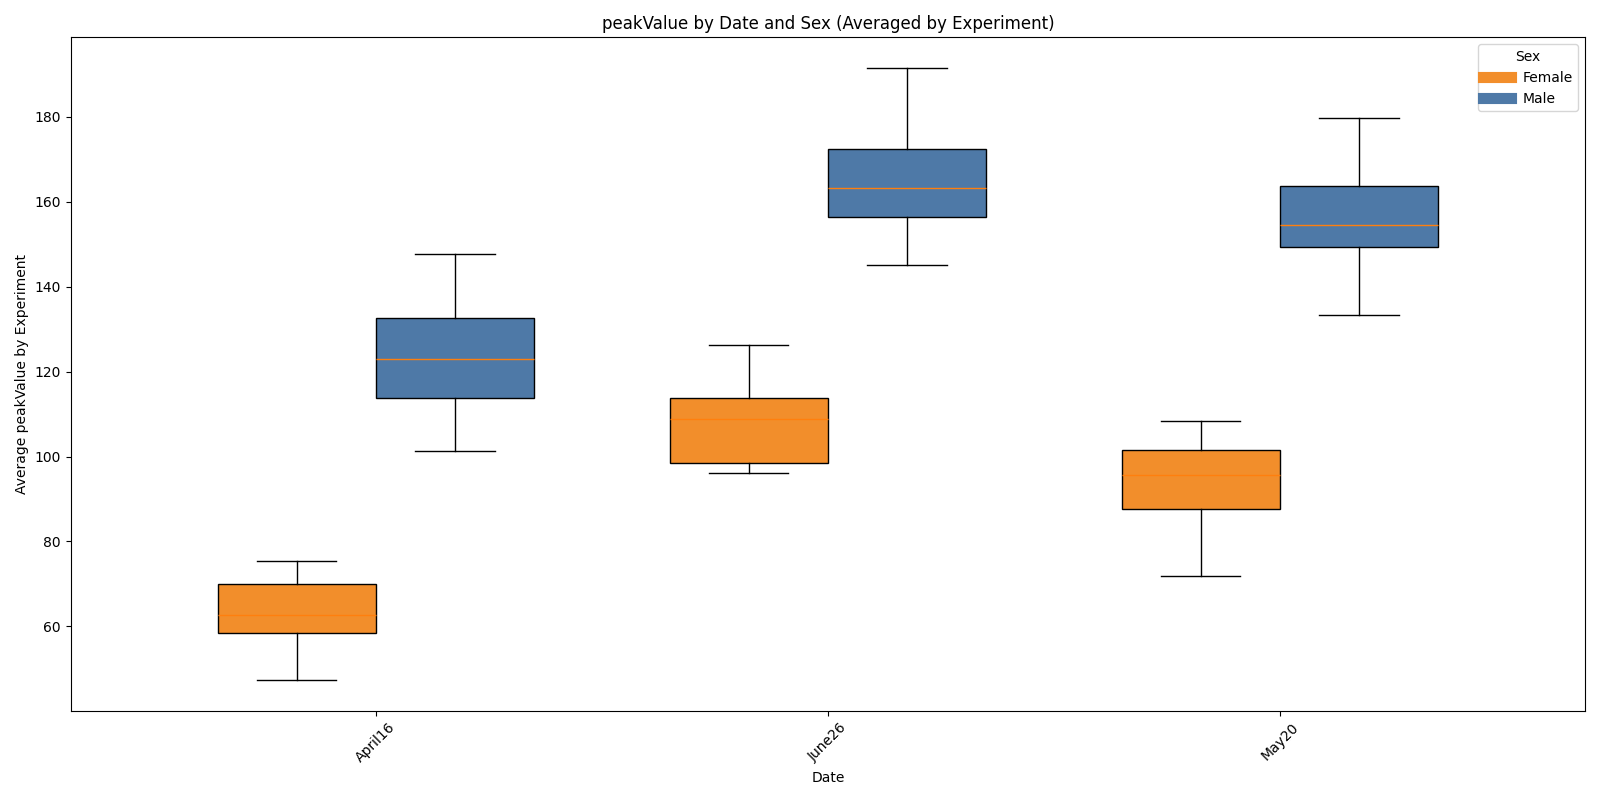 peakValue by Date and Sex (Averaged by Experiment)
Sex
Female
Male
Average peakValue by Experiment
180
160
140
120
100
80
60
April16
June26
May20
Date